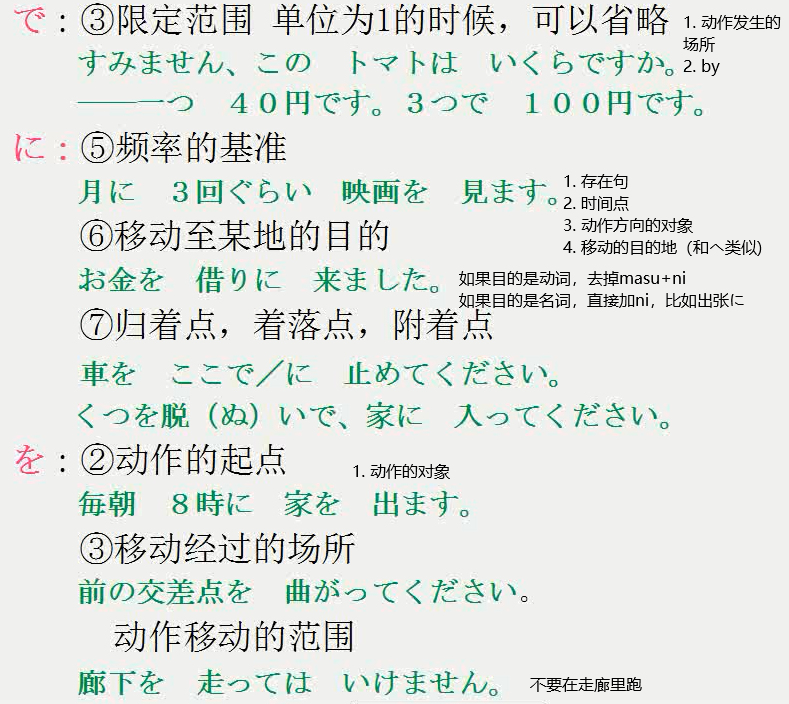 で：③限定范围 单位为1的时候，可以省略
1. 动作发生的
场所
2. by
すみません、この　トマトは　いくらですか。
——一つ　４０円です。３つで　１００円です。
に：⑤频率的基准
月に　３回ぐらい　映画を　見ます。
1. 存在句
2. 时间点
3. 动作方向的对象
4. 移动的目的地（和へ类似)
⑥移动至某地的目的
お金を　借りに　来ました。
如果目的是动词，去掉masu+ni
如果目的是名词，直接加ni，比如出张に
⑦归着点，着落点，附着点
車を　ここで／に　止めてください。
くつを脱（ぬ）いで、家に　入ってください。
を：②动作的起点
1. 动作的对象
毎朝　８時に　家を　出ます。
③移动经过的场所
前の交差点を　曲がってください。
动作移动的范围
廊下を　走っては　いけません。
不要在走廊里跑